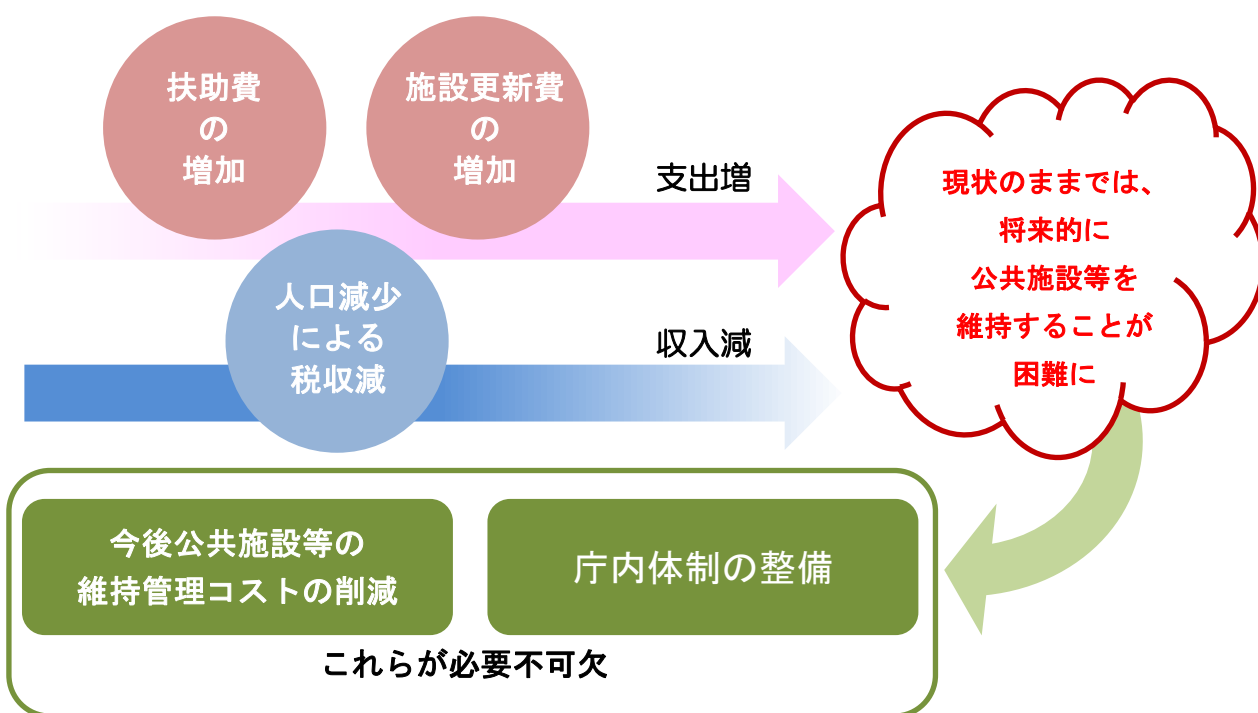 扶助費
の
増加
施設更新費
の
増加
支出増
人口減少
による
税収減
収入減
現状のままでは、
将来的に
公共施設等を
維持することが
困難に
今後公共施設等の
維持管理コストの削減
庁内体制の整備
これらが必要不可欠